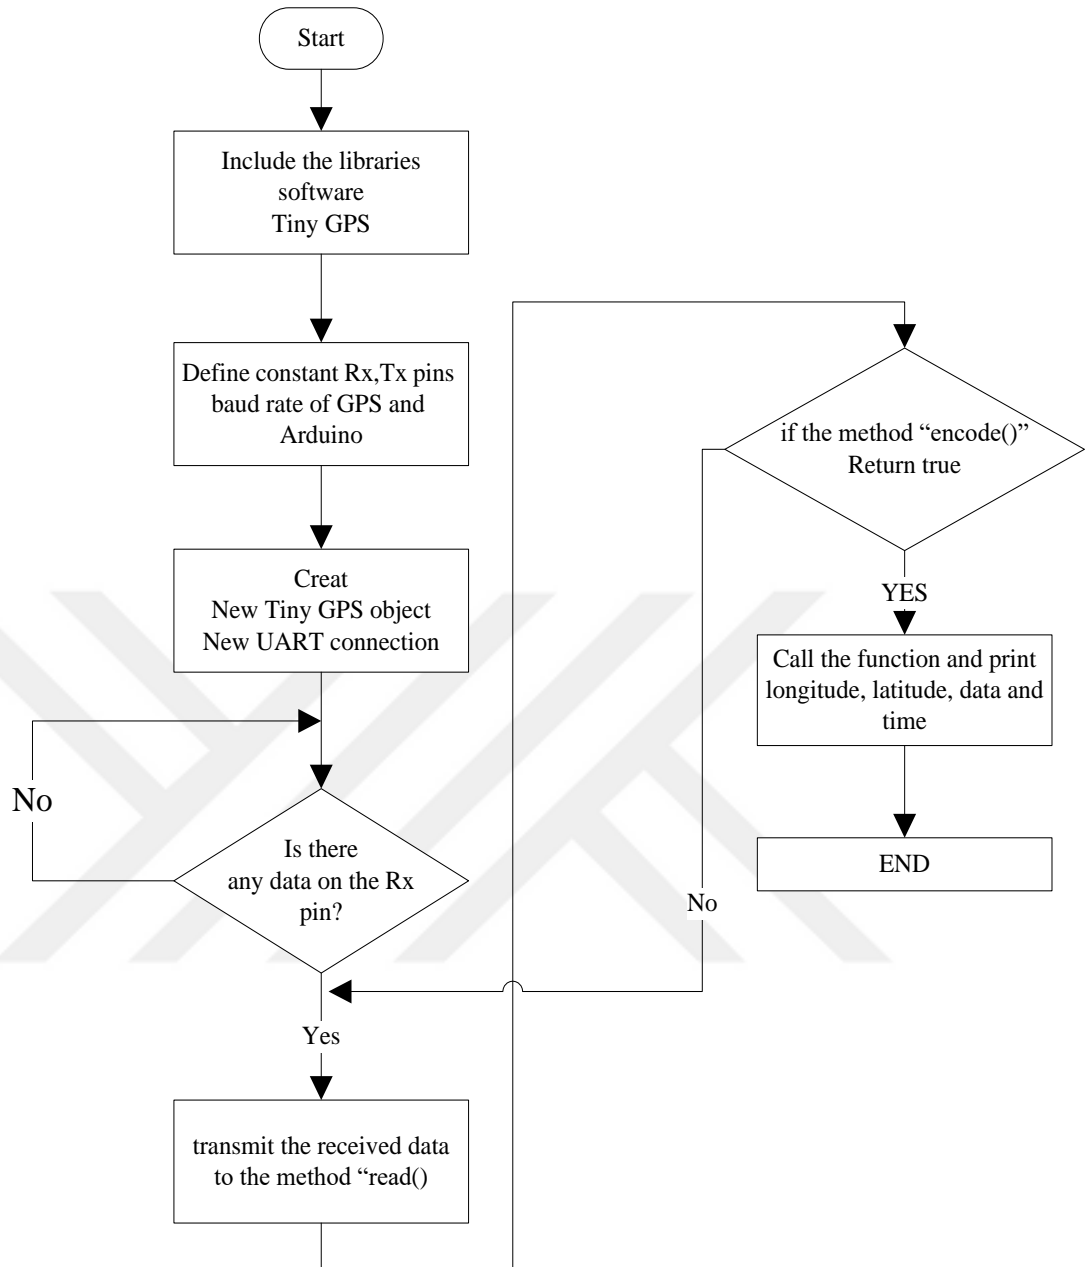 Start
Include the libraries
software
Tiny GPS
Define constant Rx,Tx pins
baud rate of GPS and
Arduino
Creat
New Tiny GPS object
New UART connection
No
Is there
any data on the Rx
pin?
Yes
transmit the received data
to the method “read()
if the method “encode()”
Return true
No
YES
Call the function and print
longitude, latitude, data and
time
END